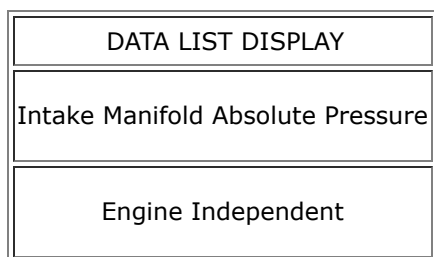 DATA LIST DISPLAY
Intake Manifold Absolute Pressure
Engine Independent